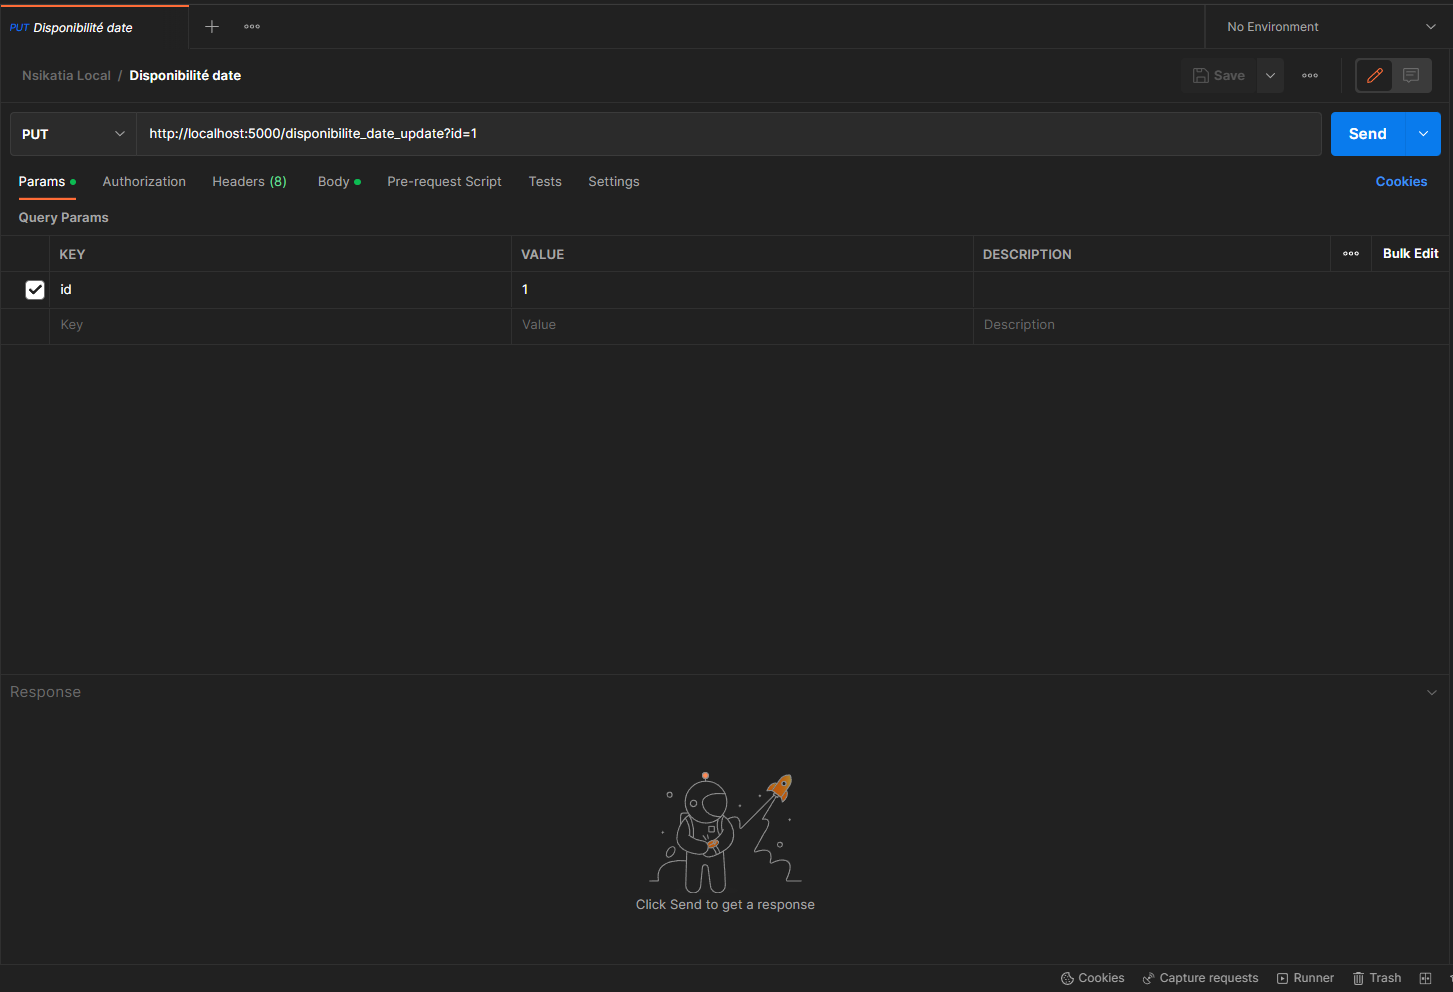 PUT Disponibilité date
No Environment
Nsikatia Local / Disponibilité date
Save
PUT http://localhost:5000/disponibilite_date_update?id=1 Send
Params Authorization Headers (8) Body Pre-request Script Tests Settings Cookies
Query Params
KEY VALUE DESCRIPTION Bulk Edit
id 1
Key Value Description
Response
Click Send to get a response
Cookies Capture requests Runner Trash